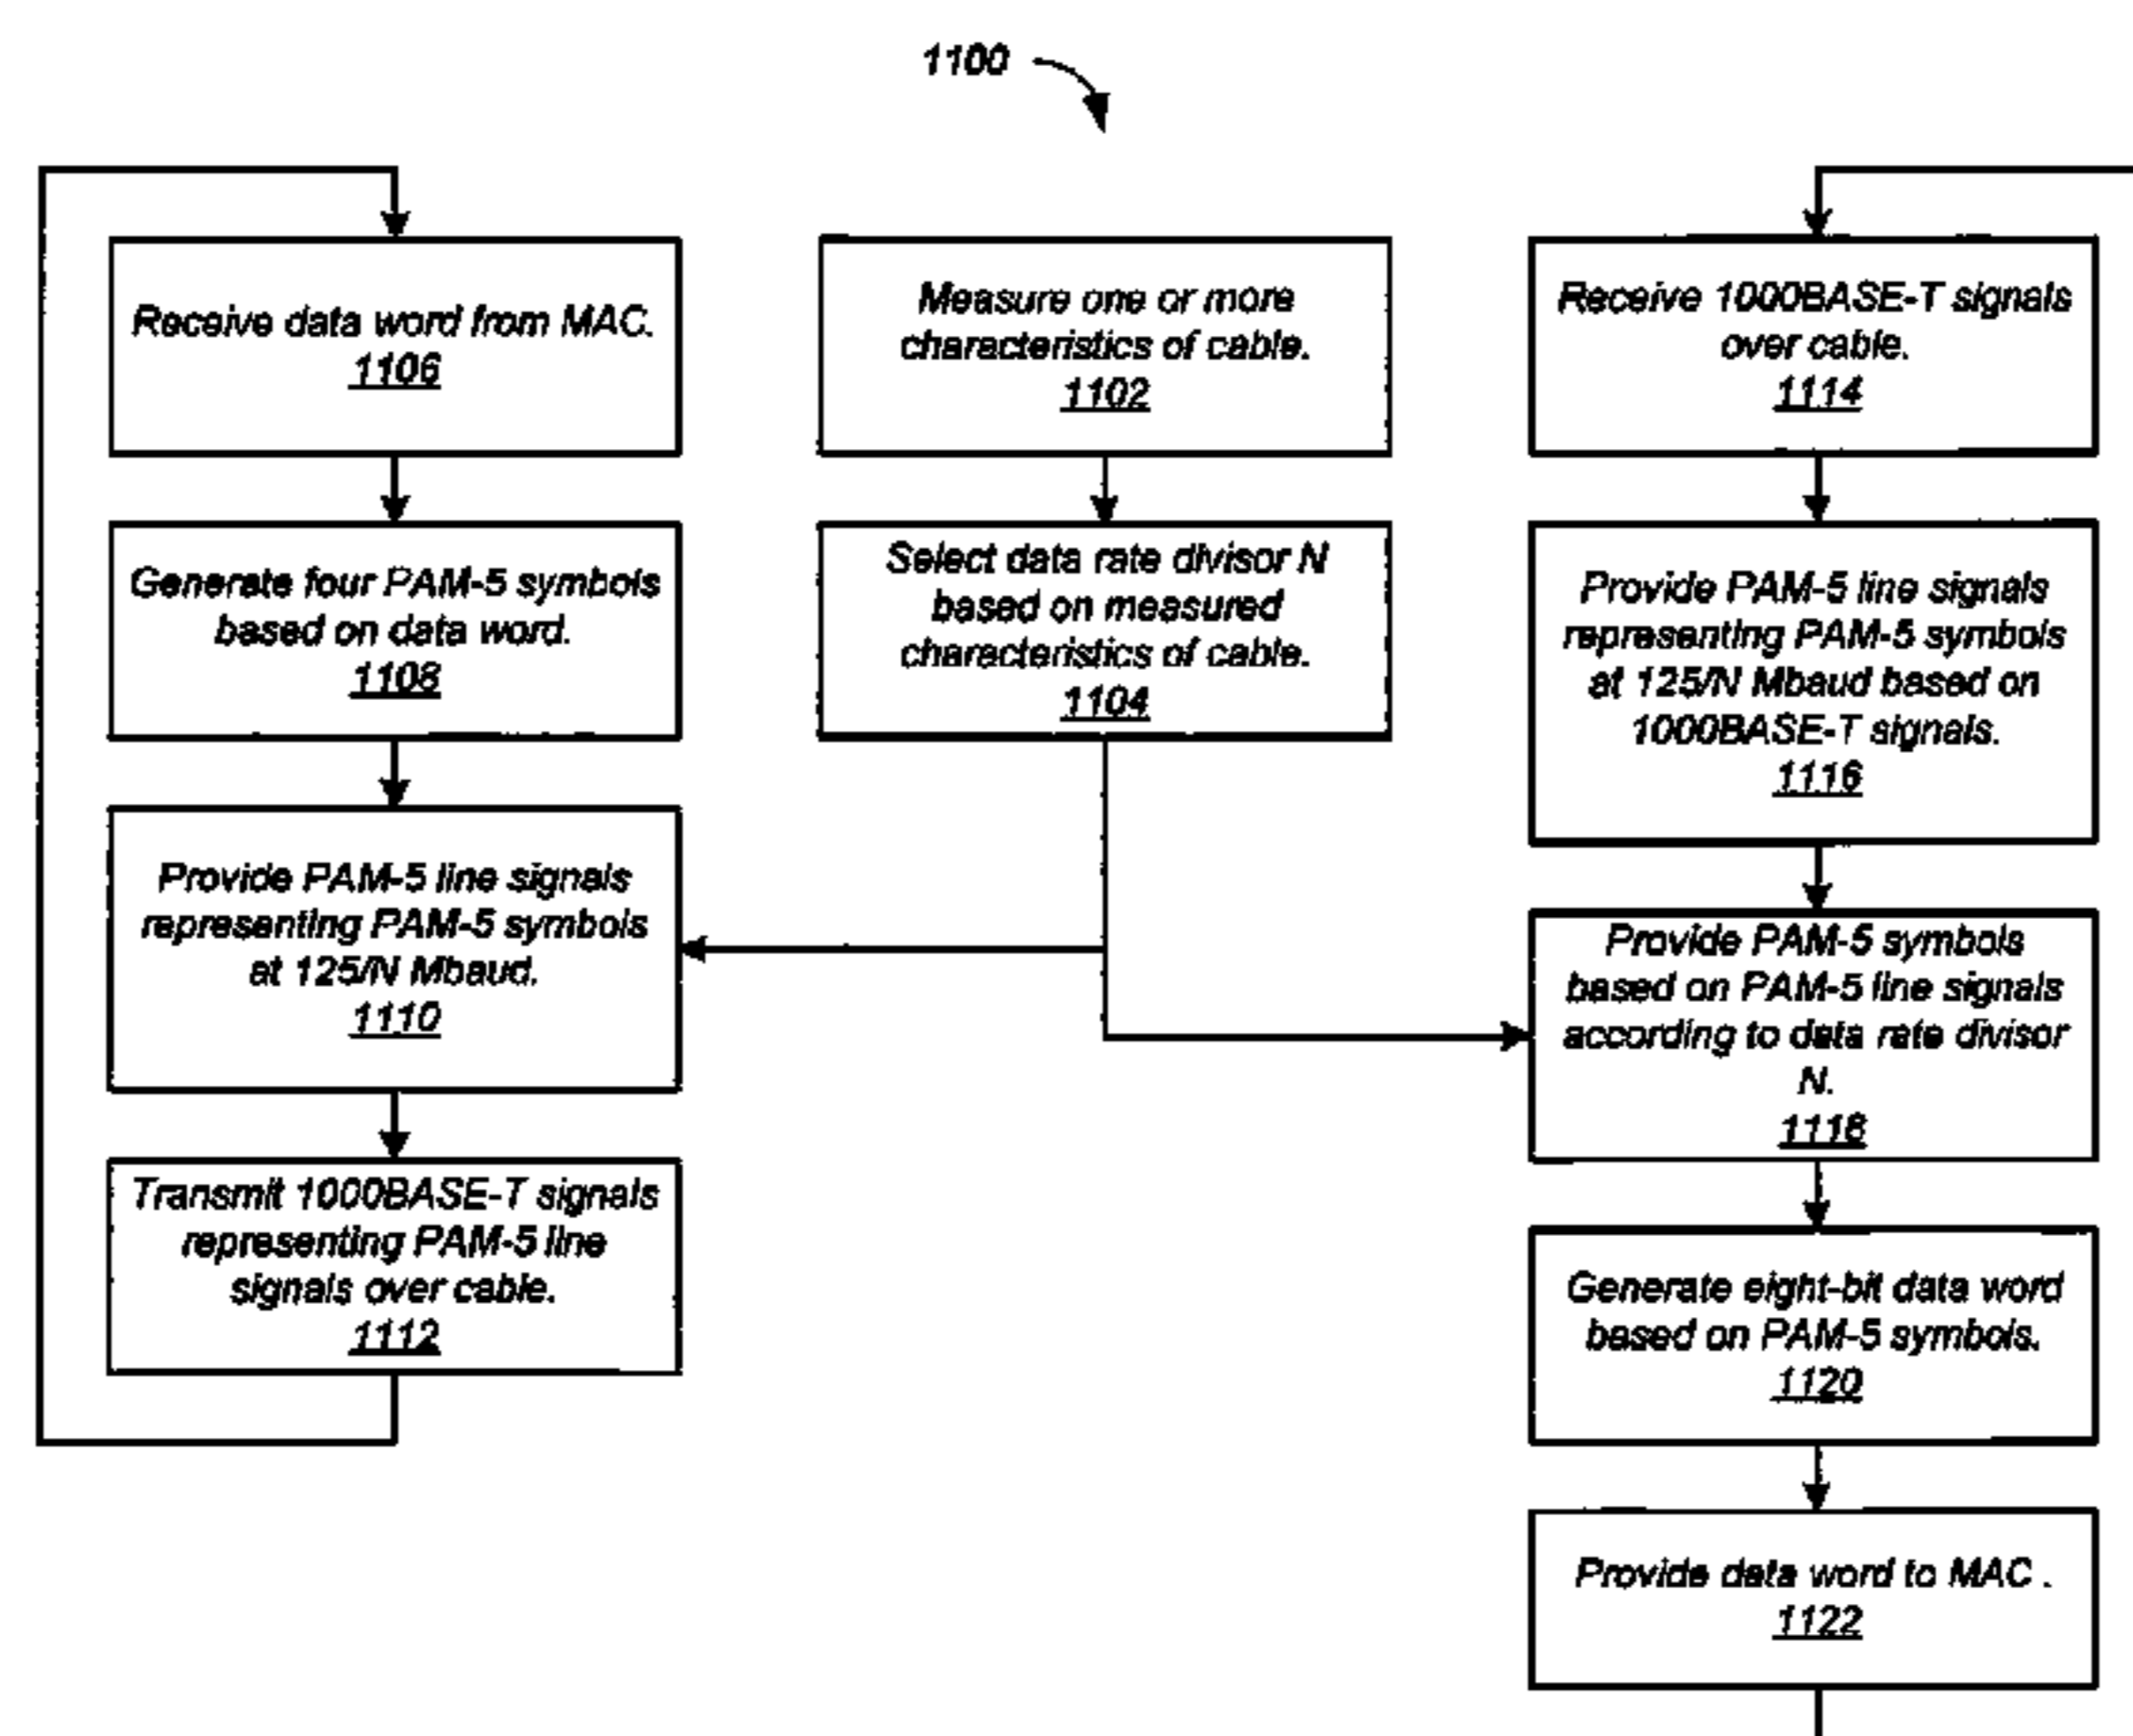 1100
Receive data word from MAC.
1106
Generate four PAM-5 symbols
based on data word.
1108
Provide PAM-5 line signals
representing PAM-5 symbols
at 125/N Mbaud.
1110
Transmit 1000BASE-T signals
representing PAM-5 line
signals over cable.
1112
Measure one or more
characteristics of cable.
1102
Select data rate divisor N
based on measured
characteristics of cable.
1104
Receive 1000BASE-T signals
over cable.
1114
Provide PAM-5 line signals
representing PAM-5 symbols
at 125/N Mbaud based on
1000BASE-T signals.
1116
Provide PAM-5 symbols
based on PAM-5 line signals
according to data rate divisor
N.
1118
Generate eight-bit data word
based on PAM-5 symbols.
1120
Provide data word to MAC .
1122